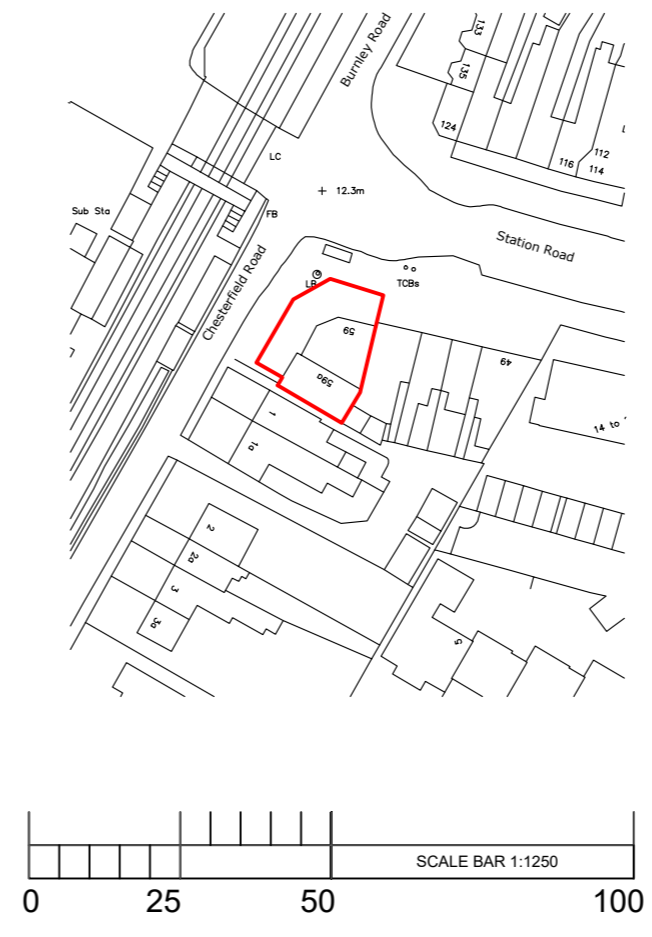 133
135
Burnley Road
124
112
116
114
LC
12.3m
Sub Sta
FB
Station Road
Chesterfield Road
LB
TCBs
59
49
59a
1
1a
14 to
2
2a
3
3a
5
SCALE BAR 1:1250
0 25 50 100